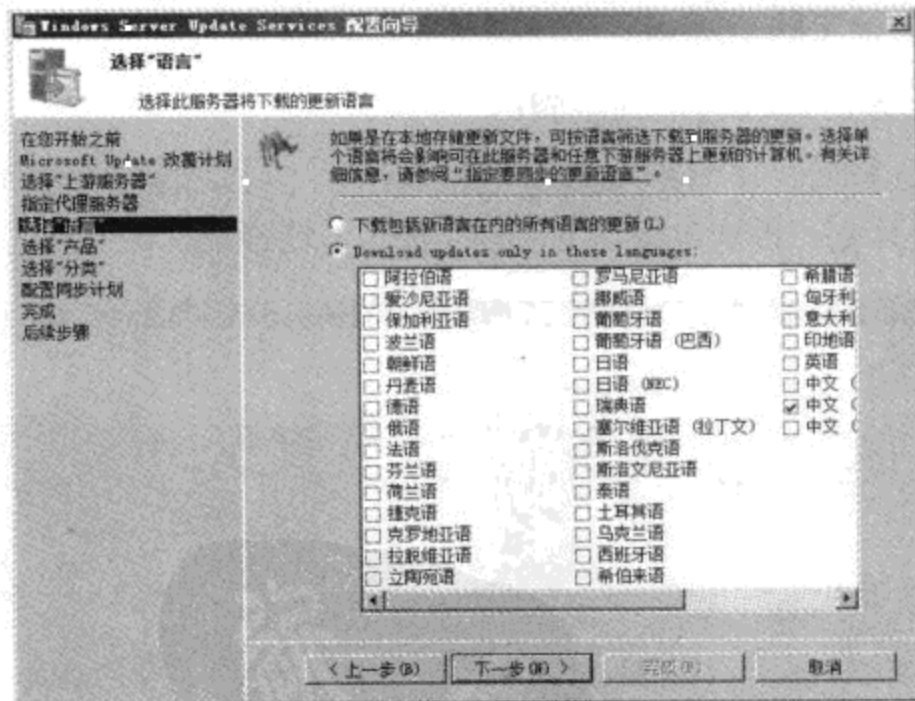 Windows Server Update Services 配置向导
选择“语言”
选择此服务器将下载的更新语言
在您开始之前
Microsoft Update 改善计划
选择“上游服务器”
指定代理服务器
选择“语言”
选择“产品”
选择“分类”
配置同步计划
完成
后续步骤
如果是在本地存储更新文件，可按语言筛选下载到服务器的更新。选择单
个语言将会影响可在此服务器和任意下游服务器上更新的计算机。有关详
细信息，请参阅“指定要同步的更新语言”。
下载包括新语言在内的所有语言的更新(L)
Download updates only in these languages:
阿拉伯语
爱沙尼亚语
保加利亚语
波兰语
朝鲜语
丹麦语
德语
俄语
法语
芬兰语
荷兰语
捷克语
克罗地亚语
拉脱维亚语
立陶宛语
罗马尼亚语
挪威语
葡萄牙语
葡萄牙语 (巴西)
日语
日语 (NEC)
瑞典语
塞尔维亚语 (拉丁文)
斯洛伐克语
斯洛文尼亚语
泰语
土耳其语
乌克兰语
西班牙语
希伯来语
希腊语
匈牙利
意大利
印地语
英语
中文 (
中文 (
中文 (
< 上一步(B)
下一步(N) >
完成(F)
取消